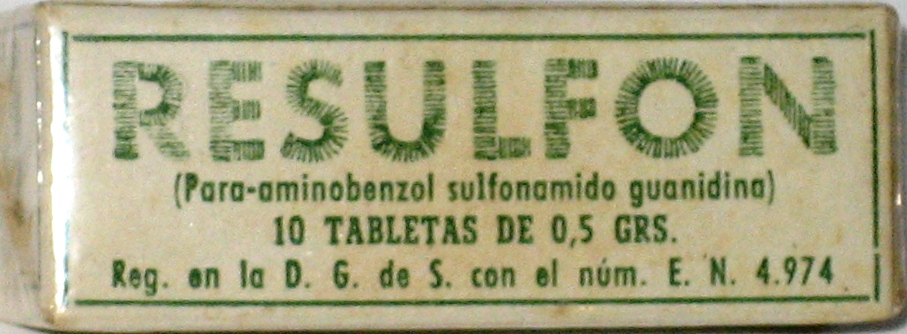 RESULFON
(Para-aminobenzol sulfonamido guanidina)
10 TABLETAS DE 0,5 GRS.
Reg. en la D. G. de S. con el núm. E. N. 4.974